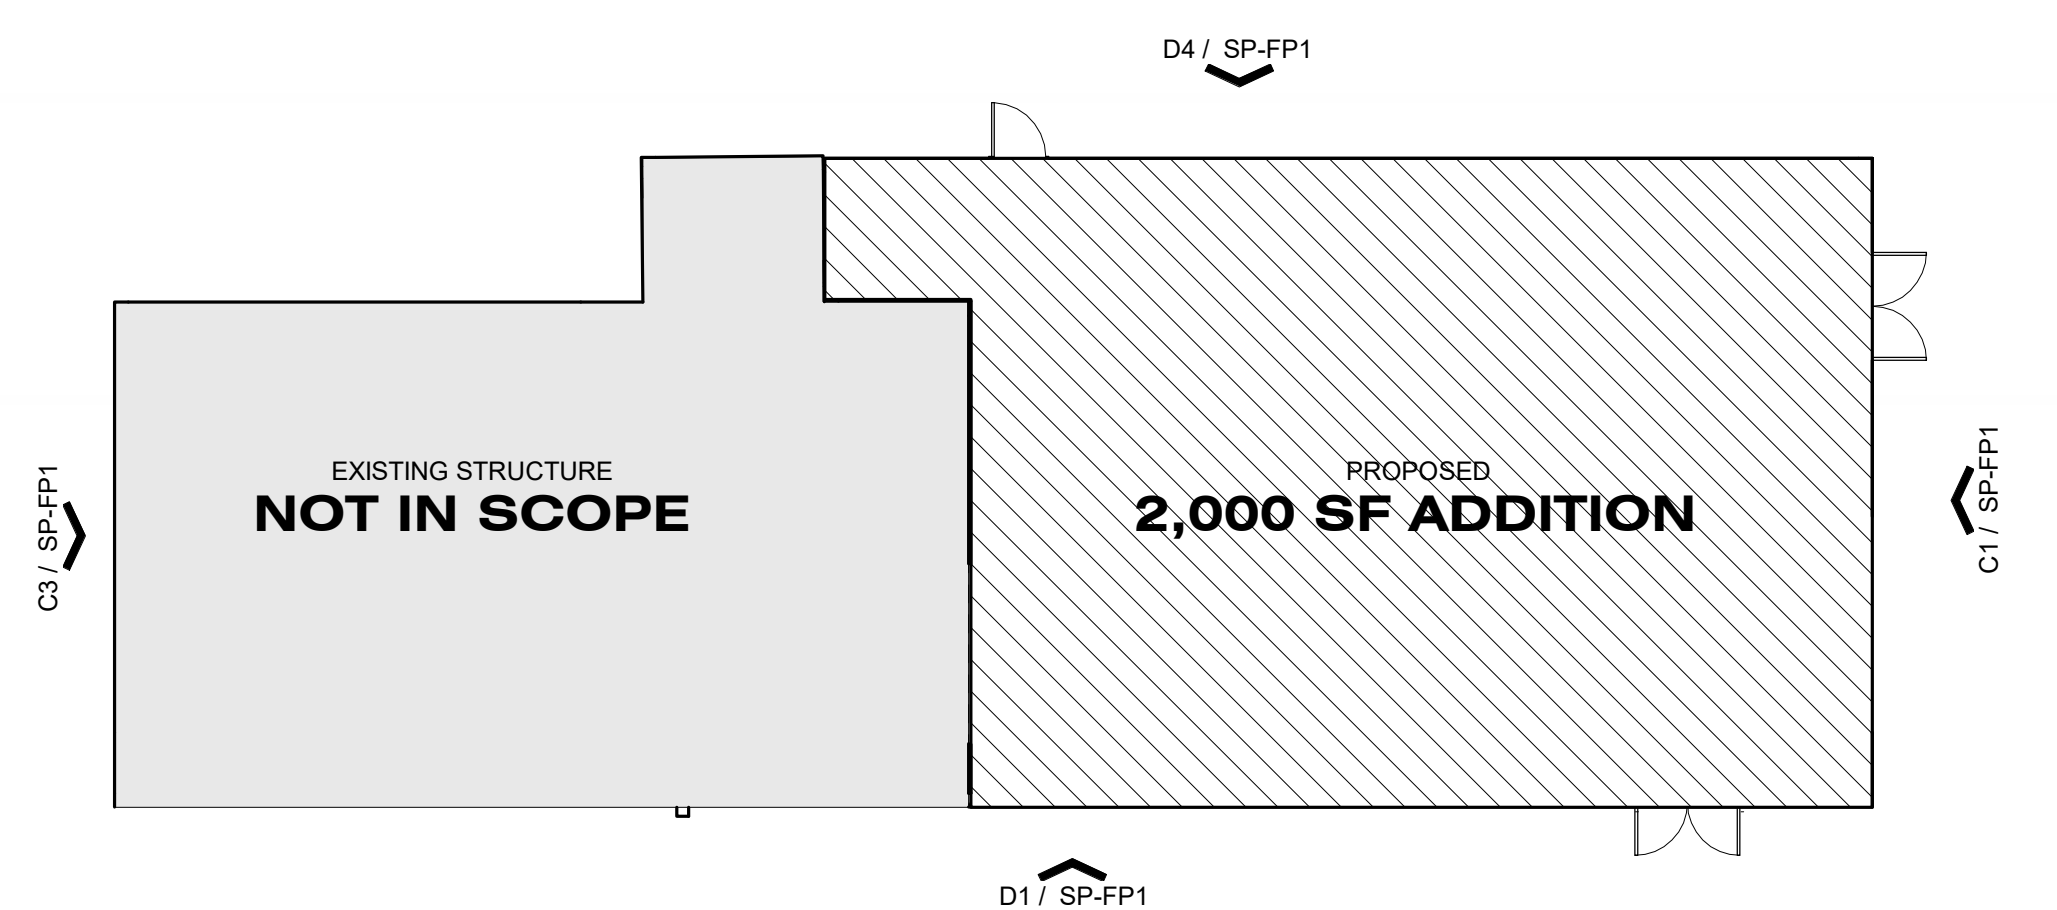 D4 / SP-FP1
EXISTING STRUCTURE
NOT IN SCOPE
PROPOSED
2,000 SF ADDITION
C3 / SP-FP1
C1 / SP-FP1
D1 / SP-FP1